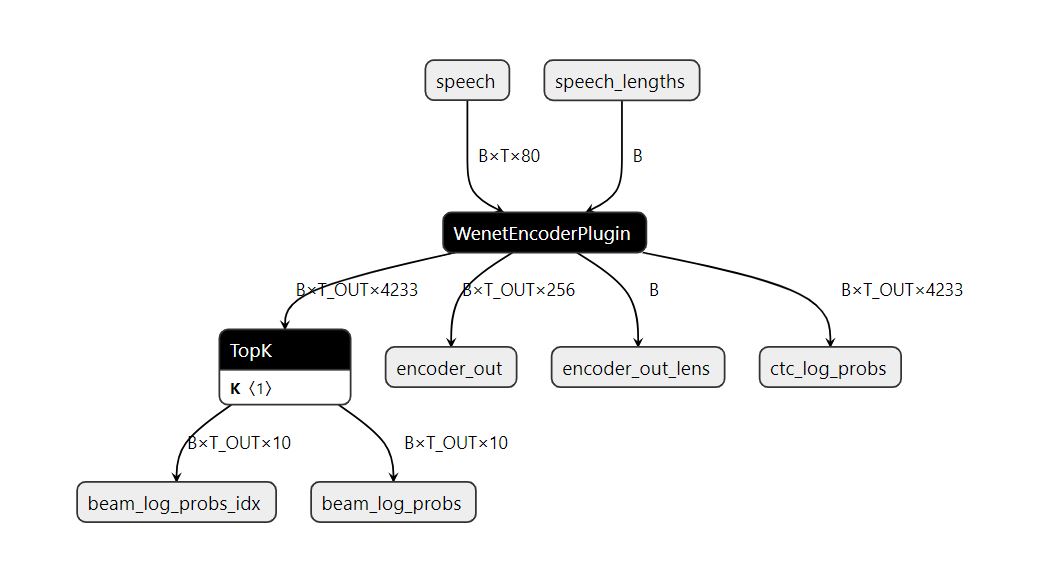 speech
speech_lengths
B×T×80
B
WenetEncoderPlugin
B×T_OUT×4233
B×T_OUT×256
B
B×T_OUT×4233
TopK
K 〈1〉
encoder_out
encoder_out_lens
ctc_log_probs
B×T_OUT×10
B×T_OUT×10
beam_log_probs_idx
beam_log_probs